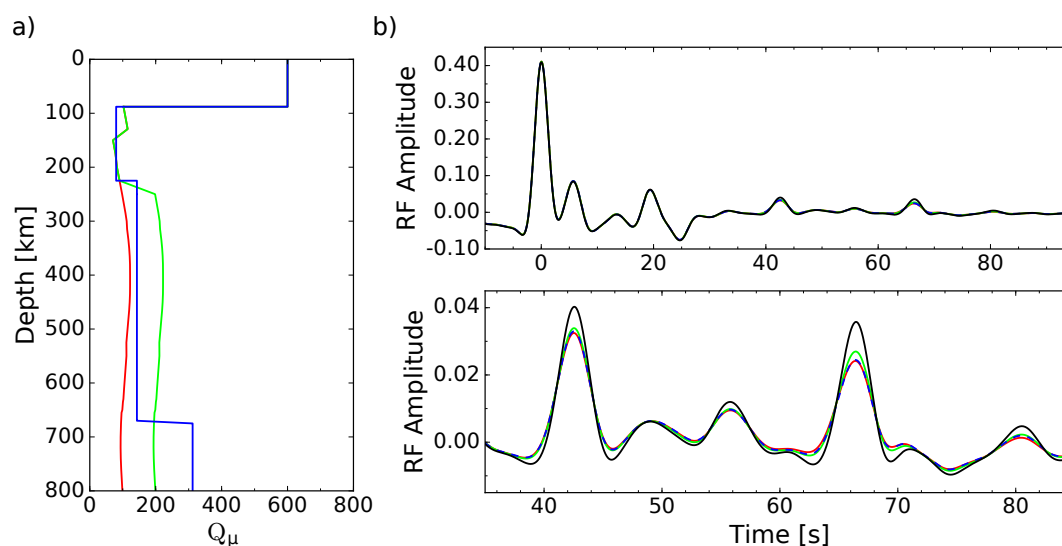 a)
0
100
200
300
400
500
600
700
800
Depth [km]
0 200 400 600 800
Qμ
b)
0.40
0.30
0.20
0.10
0.00
-0.10
RF Amplitude
0 20 40 60 80
0.04
0.02
0.00
RF Amplitude
40 50 60 70 80
Time [s]